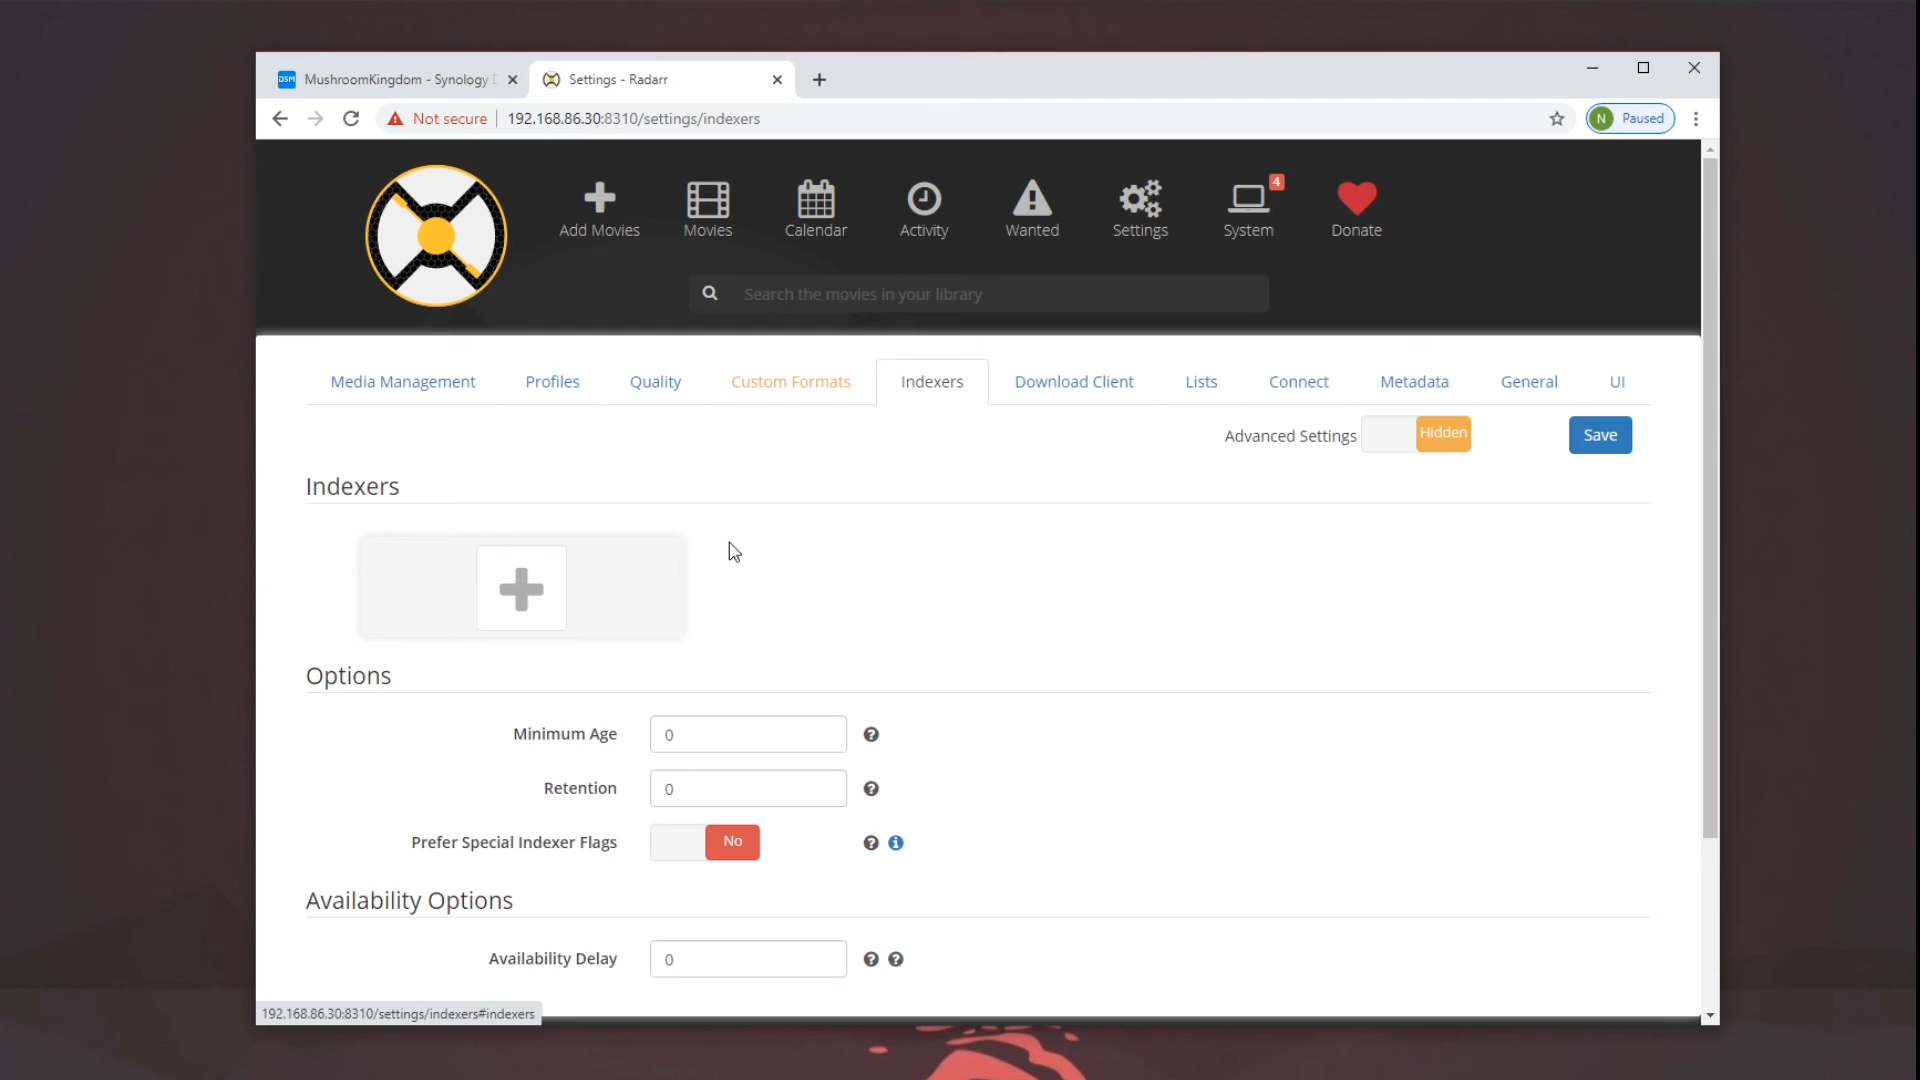 DSM MushroomKingdom - Synology D
Settings - Radarr
Not secure 192.168.86.30:8310/settings/indexers
N Paused
Add Movies Movies Calendar Activity Wanted Settings 4 System Donate
Search the movies in your library
Media Management Profiles Quality Custom Formats Indexers Download Client Lists Connect Metadata General UI
Advanced Settings Hidden Save
Indexers
Options
Minimum Age 0
Retention 0
Prefer Special Indexer Flags No
Availability Options
Availability Delay 0
192.168.86.30:8310/settings/indexers#indexers